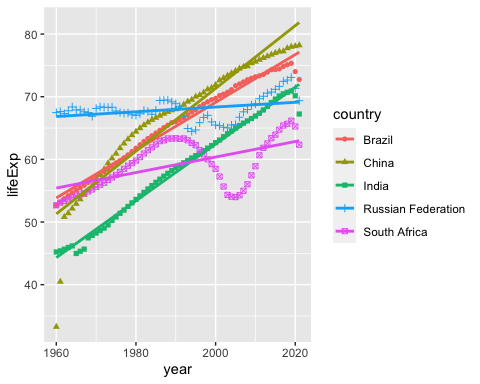 80
70
60
50
40
lifeExp
1960
1980
2000
2020
year
country
Brazil
China
India
Russian Federation
South Africa